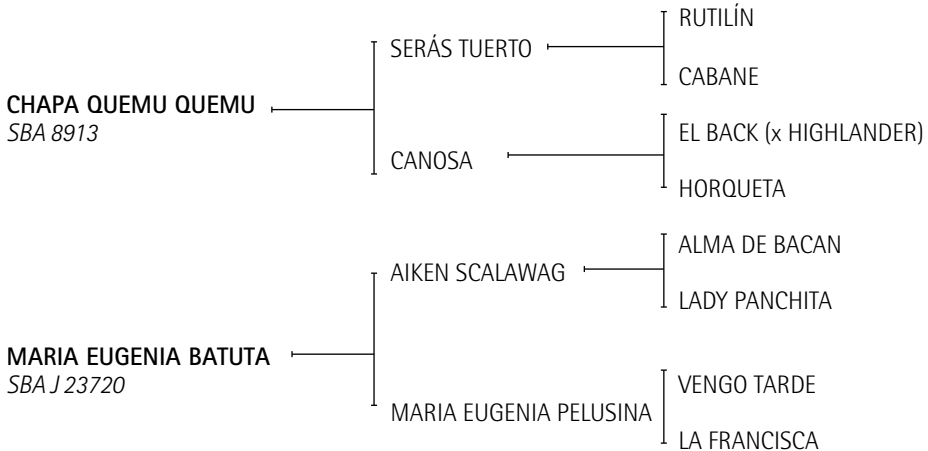 RUTILÍN
SERÁS TUERTO
CABANE
CHAPA QUEMU QUEMU
SBA 8913
EL BACK (x HIGHLANDER)
CANOSA
HORQUETA
ALMA DE BACAN
AIKEN SCALAWAG
LADY PANCHITA
MARIA EUGENIA BATUTA
SBA J 23720
VENGO TARDE
MARIA EUGENIA PELUSINA
LA FRANCISCA